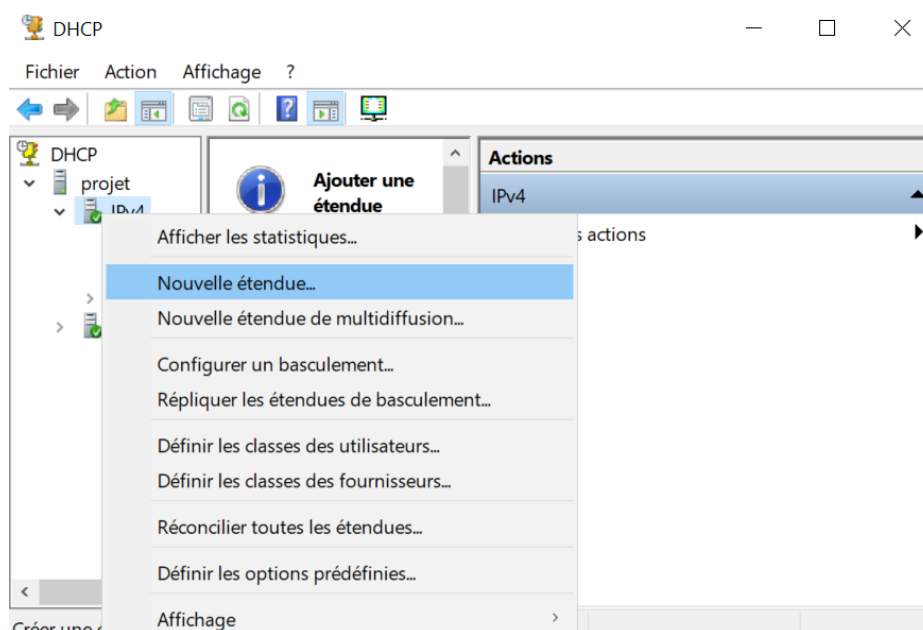 DHCP
Fichier Action Affichage ?
DHCP
projet
IPv4
Ajouter une
étendue
Actions
IPv4
s actions
Afficher les statistiques...
Nouvelle étendue...
Nouvelle étendue de multidiffusion...
Configurer un basculement...
Répliquer les étendues de basculement...
Définir les classes des utilisateurs...
Définir les classes des fournisseurs...
Réconcilier toutes les étendues...
Définir les options prédéfinies...
Affichage
Créer une